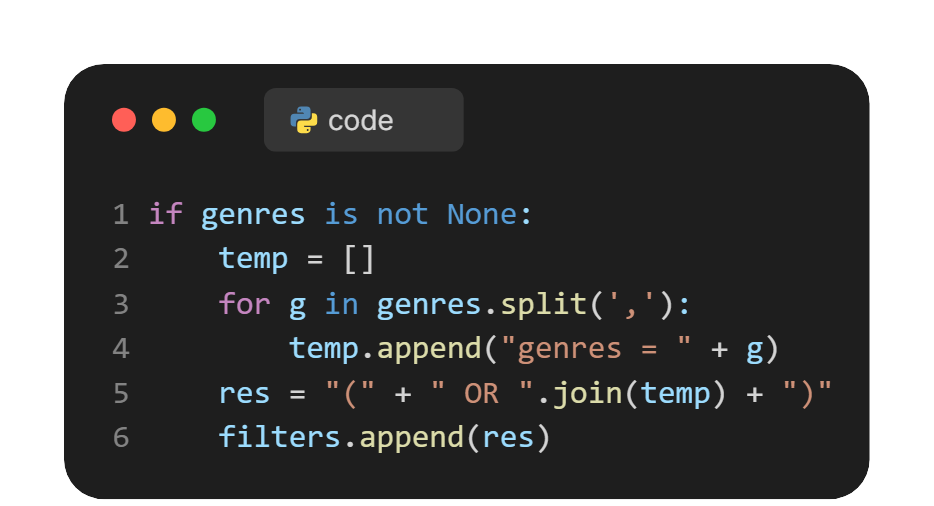 code
1 if genres is not None:
2     temp = []
3     for g in genres.split(','):
4         temp.append("genres = " + g)
5     res = "(" + " OR ".join(temp) + ")"
6     filters.append(res)